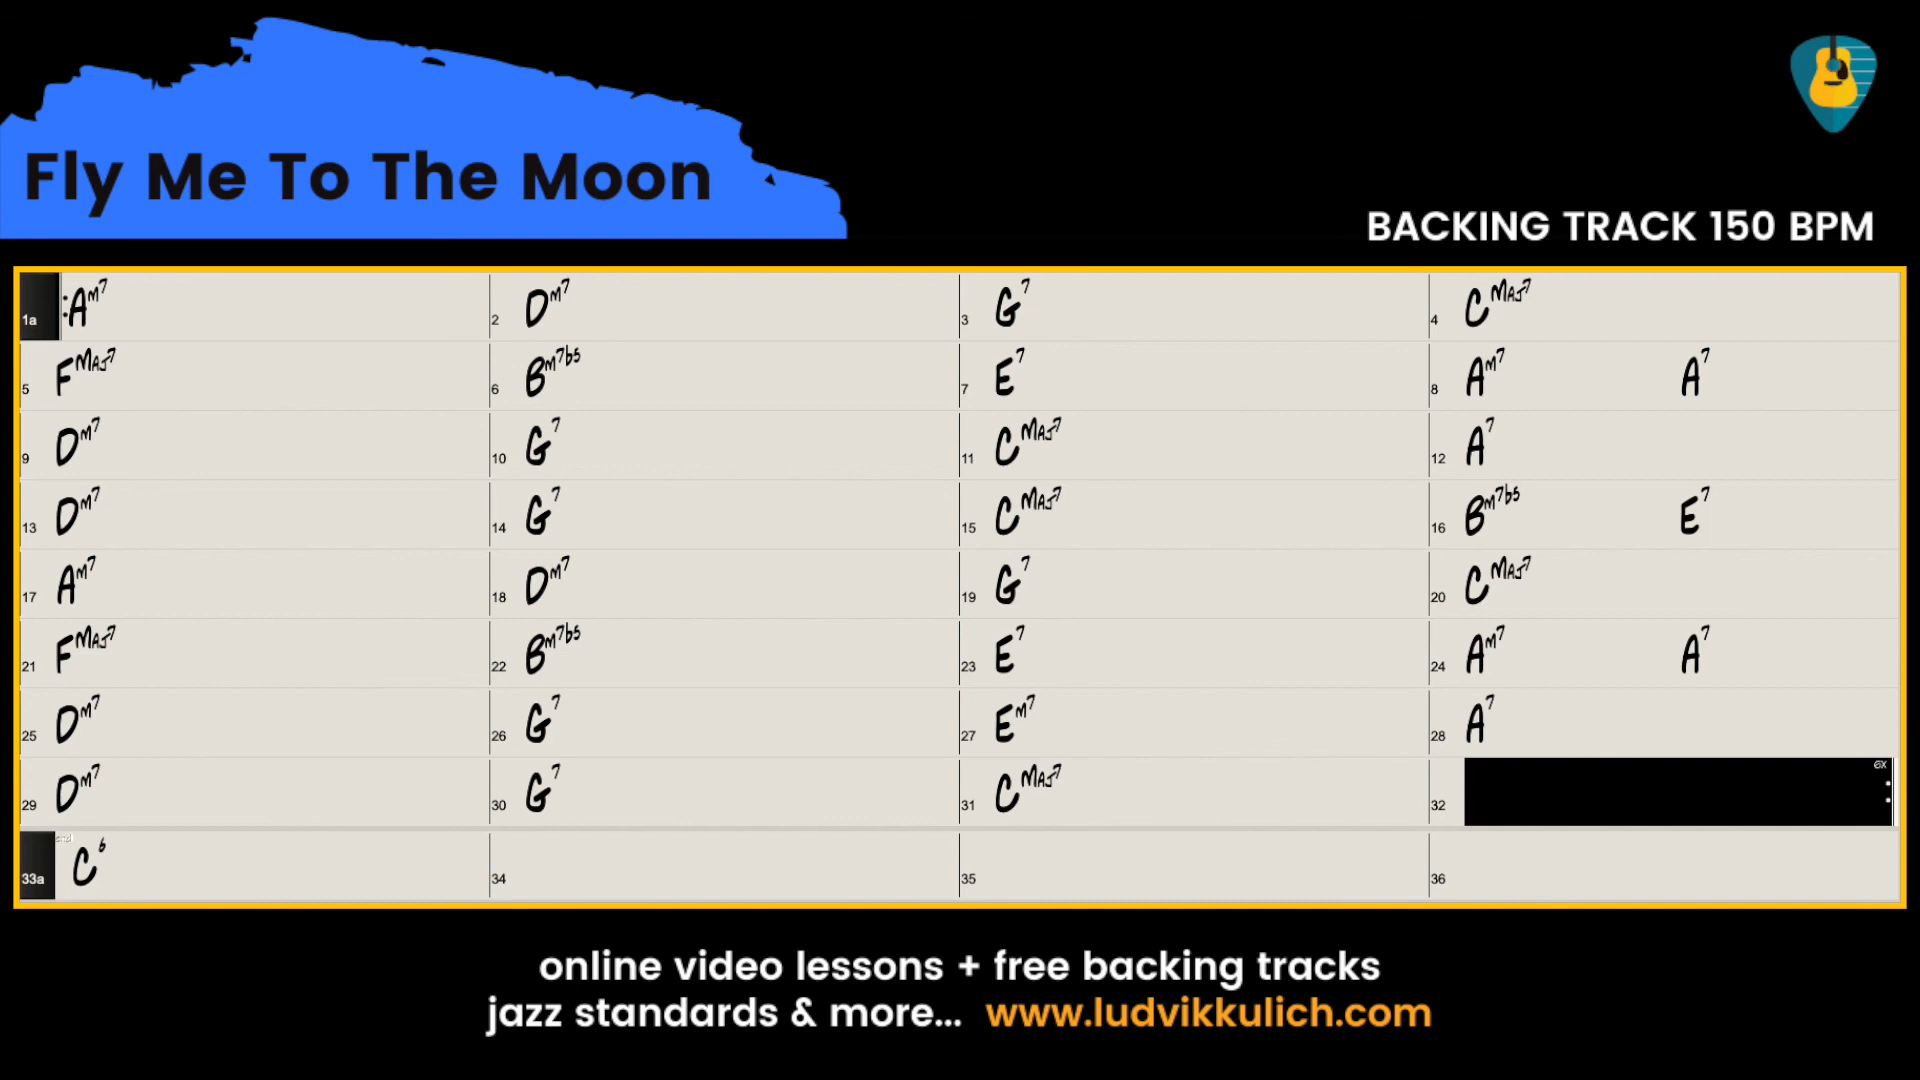 Fly Me To The Moon
BACKING TRACK 150 BPM
1a :Am7 2 Dm7 3 G7 4 CMaj7
5 FMaj7 6 Bm7b5 7 E7 8 Am7 A7
9 Dm7 10 G7 11 CMaj7 12 A7
13 Dm7 14 G7 15 CMaj7 16 Bm7b5 E7
17 Am7 18 Dm7 19 G7 20 CMaj7
21 FMaj7 22 Bm7b5 23 E7 24 Am7 A7
25 Dm7 26 G7 27 Em7 28 A7
29 Dm7 30 G7 31 CMaj7 32 6x :
33a C6 34 35 36
online video lessons + free backing tracks
jazz standards & more... www.ludvikkulich.com